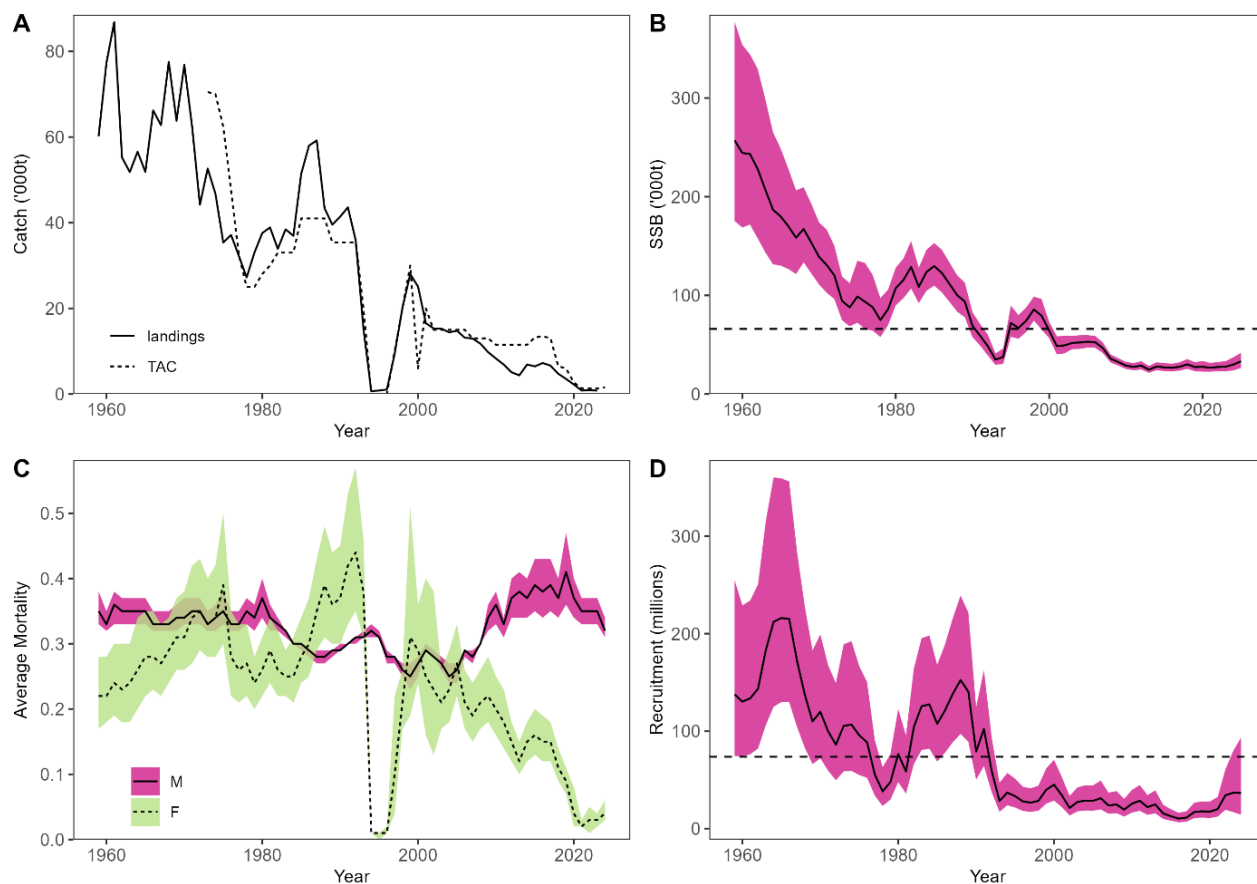 A
Catch ('000t)
80
60
40
20
0
landings
TAC
1960
1980
2000
2020
Year
B
SSB ('000t)
300
200
100
0
1960
1980
2000
2020
Year
C
Average Mortality
0.5
0.4
0.3
0.2
0.1
0.0
M
F
1960
1980
2000
2020
Year
D
Recruitment (millions)
300
200
100
0
1960
1980
2000
2020
Year